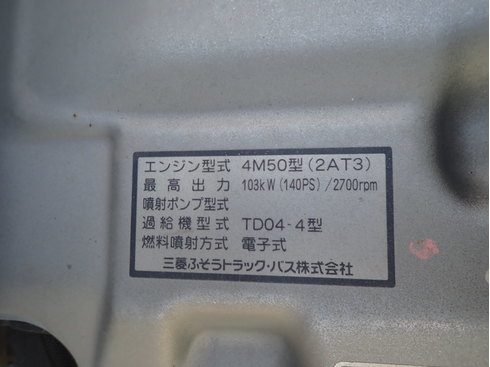 エンジン型式 4M50型(2AT3)
最高出力 103kW(140PS)/2700rpm
噴射ポンプ型式
過給機型式 TD04-4型
燃料噴射方式 電子式
三菱ふそうトラック・バス株式会社